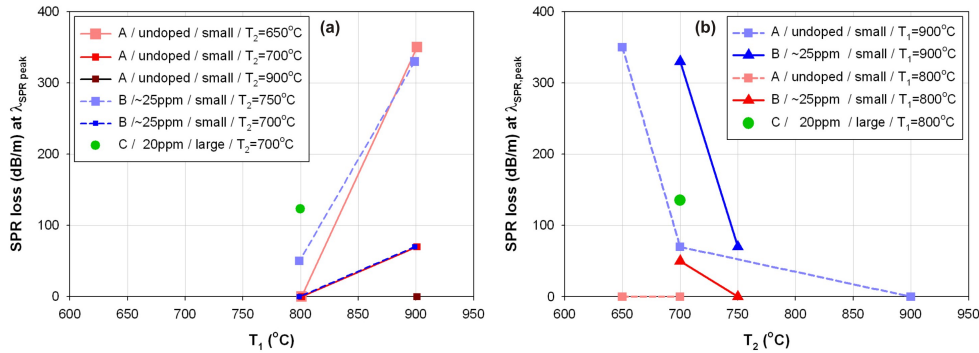 400
300
200
100
0
SPR loss (dB/m) at λSPR peak
A / undoped / small / T2=650°C
A / undoped / small / T2=700°C
A / undoped / small / T2=900°C
B /~25ppm / small / T2=750°C
B /~25ppm / small / T2=700°C
C / 20ppm / large / T2=700°C
(a)
600 650 700 750 800 850 900 950
T1 (°C)
400
300
200
100
0
SPR loss (dB/m) at λSPR,peak
(b)
A / undoped / small / T1=900°C
B / ~25ppm / small / T1=900°C
A / undoped / small / T1=800°C
B / ~25ppm / small / T1=800°C
C / 20ppm / large / T1=800°C
600 650 700 750 800 850 900 950
T2 (°C)